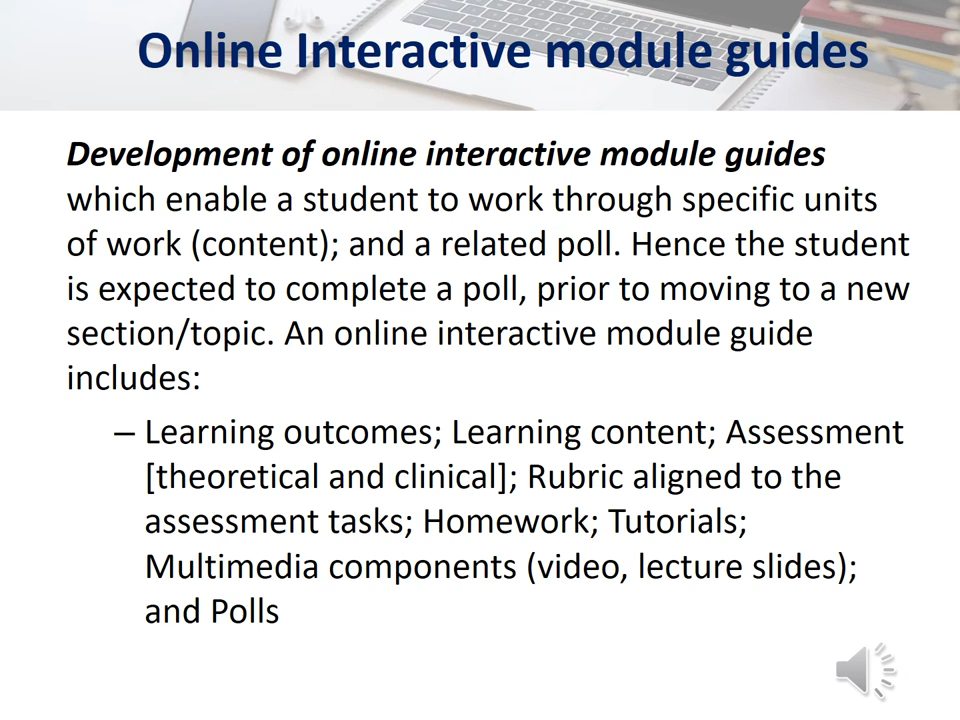 Online Interactive module guides
Development of online interactive module guides
which enable a student to work through specific units
of work (content); and a related poll. Hence the student
is expected to complete a poll, prior to moving to a new
section/topic. An online interactive module guide
includes:
– Learning outcomes; Learning content; Assessment
[theoretical and clinical]; Rubric aligned to the
assessment tasks; Homework; Tutorials;
Multimedia components (video, lecture slides);
and Polls